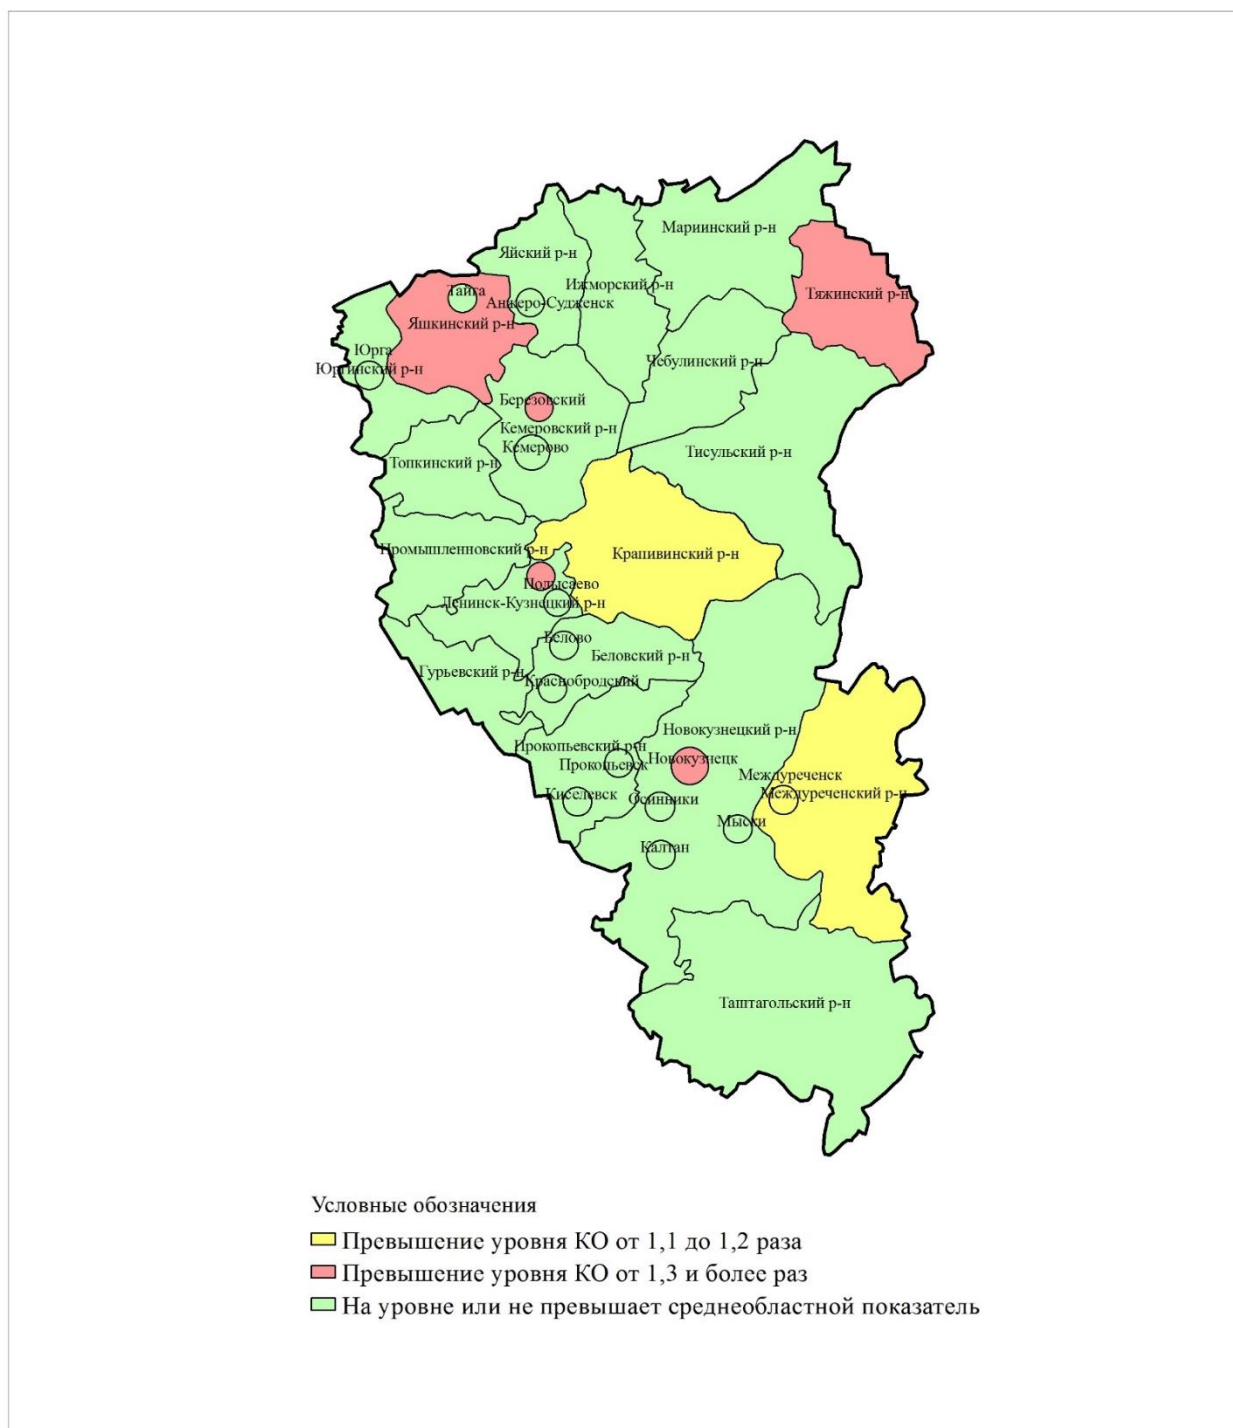 Мариинский р-н
Яйский р-н
Ижморский р-н
Тяжинский р-н
Тайга
Анжеро-Судженск
Яшкинский р-н
Юрга
Юргинский р-н
Чебулинский р-н
Березовский
Кемеровский р-н
Кемерово
Тисульский р-н
Топкинский р-н
Промышленновский р-н
Крапивинский р-н
Полысаево
Ленинск-Кузнецкий р-н
Белово
Беловский р-н
Гурьевский р-н
Краснобродский
Новокузнецкий р-н
Прокопьевский р-н
Новокузнецк
Прокопьевск
Междуреченск
Междуреченский р-н
Киселевск
Осинники
Мыски
Калтан
Таштагольский р-н
Условные обозначения
Превышение уровня КО от 1,1 до 1,2 раза
Превышение уровня КО от 1,3 и более раз
На уровне или не превышает среднеобластной показатель